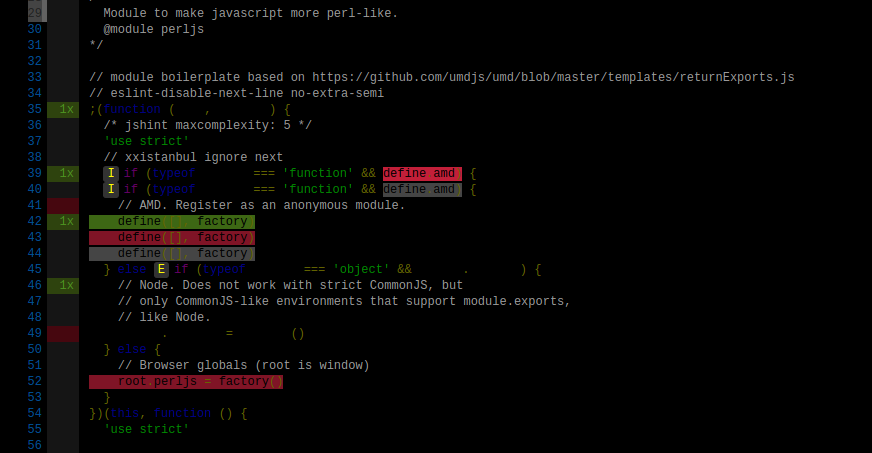 29 Module to make javascript more perl-like.
30 @module perljs
31 */
32
33 // module boilerplate based on https://github.com/umdjs/umd/blob/master/templates/returnExports.js
34 // eslint-disable-next-line no-extra-semi
35 1x ;(function ( , ) {
36 /* jshint maxcomplexity: 5 */
37 'use strict'
38 // xxistanbul ignore next
39 1x I if (typeof === 'function' && define.amd) {
40 I if (typeof === 'function' && define.amd) {
41 // AMD. Register as an anonymous module.
42 1x define([], factory)
43 define([], factory)
44 define([], factory)
45 } else E if (typeof === 'object' && . ) {
46 1x // Node. Does not work with strict CommonJS, but
47 // only CommonJS-like environments that support module.exports,
48 // like Node.
49 . = ()
50 } else {
51 // Browser globals (root is window)
52 root.perljs = factory()
53 }
54 })(this, function () {
55 'use strict'
56